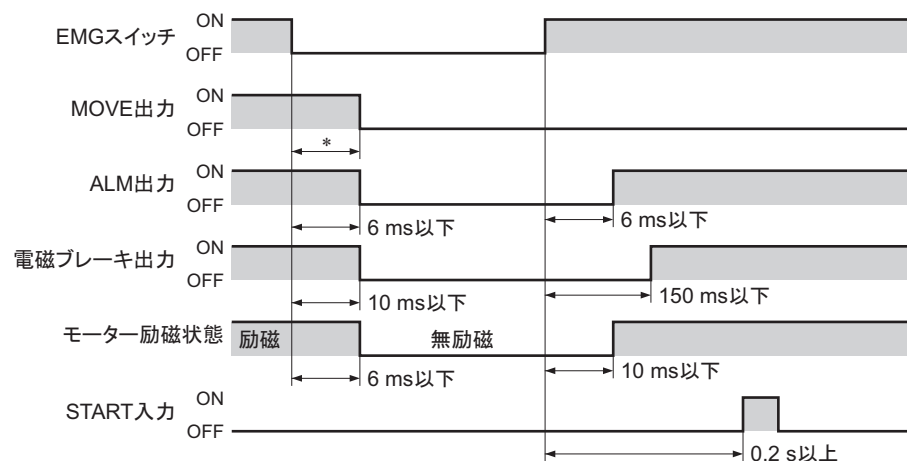 EMGスイッチ ON
OFF
MOVE出力 ON
OFF
*
ALM出力 ON
OFF
6 ms以下 6 ms以下
電磁ブレーキ出力 ON
OFF
10 ms以下 150 ms以下
モーター励磁状態 励磁 無励磁
6 ms以下 10 ms以下
START入力 ON
OFF
0.2 s以上